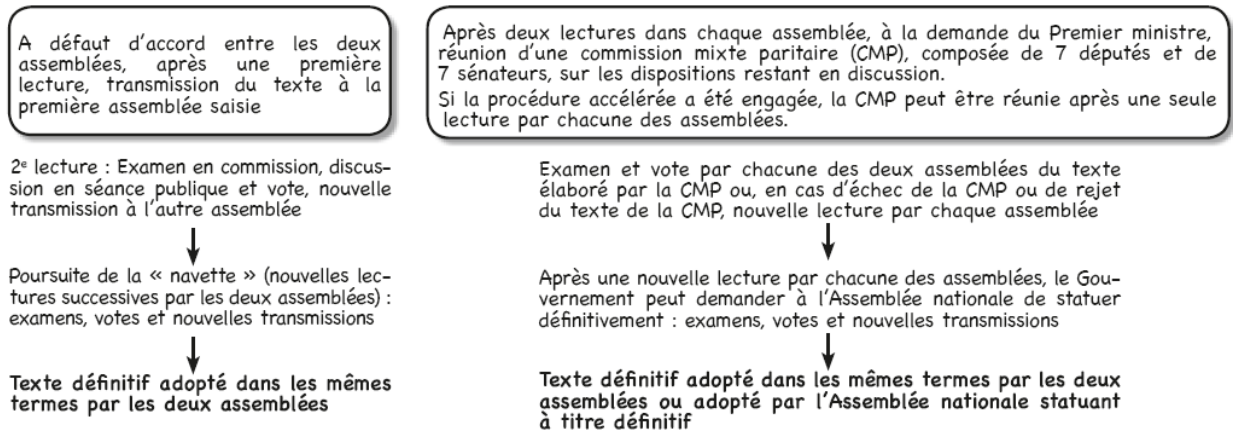 A défaut d'accord entre les deux
assemblées, après une première
lecture, transmission du texte à la
première assemblée saisie
2e lecture : Examen en commission, discus-
sion en séance publique et vote, nouvelle
transmission à l'autre assemblée
Poursuite de la « navette » (nouvelles lec-
tures successives par les deux assemblées) :
examens, votes et nouvelles transmissions
Texte définitif adopté dans les mêmes
termes par les deux assemblées
Après deux lectures dans chaque assemblée, à la demande du Premier ministre,
réunion d'une commission mixte paritaire (CMP), composée de 7 députés et de
7 sénateurs, sur les dispositions restant en discussion.
Si la procédure accélérée a été engagée, la CMP peut être réunie après une seule
lecture par chacune des assemblées.
Examen et vote par chacune des deux assemblées du texte
élaboré par la CMP ou, en cas d'échec de la CMP ou de rejet
du texte de la CMP, nouvelle lecture par chaque assemblée
Après une nouvelle lecture par chacune des assemblées, le Gou-
vernement peut demander à l'Assemblée nationale de statuer
définitivement : examens, votes et nouvelles transmissions
Texte définitif adopté dans les mêmes termes par les deux
assemblées ou adopté par l'Assemblée nationale statuant
à titre définitif